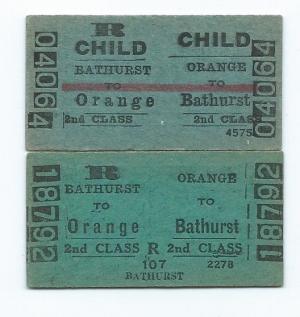 R
CHILD CHILD
BATHURST ORANGE
TO TO
Orange Bathurst
2nd CLASS 2nd CLASS
4575
04064 04064
R
BATHURST ORANGE
TO TO
Orange Bathurst
2nd CLASS R 2nd CLASS
107 2278
BATHURST
18792 18792